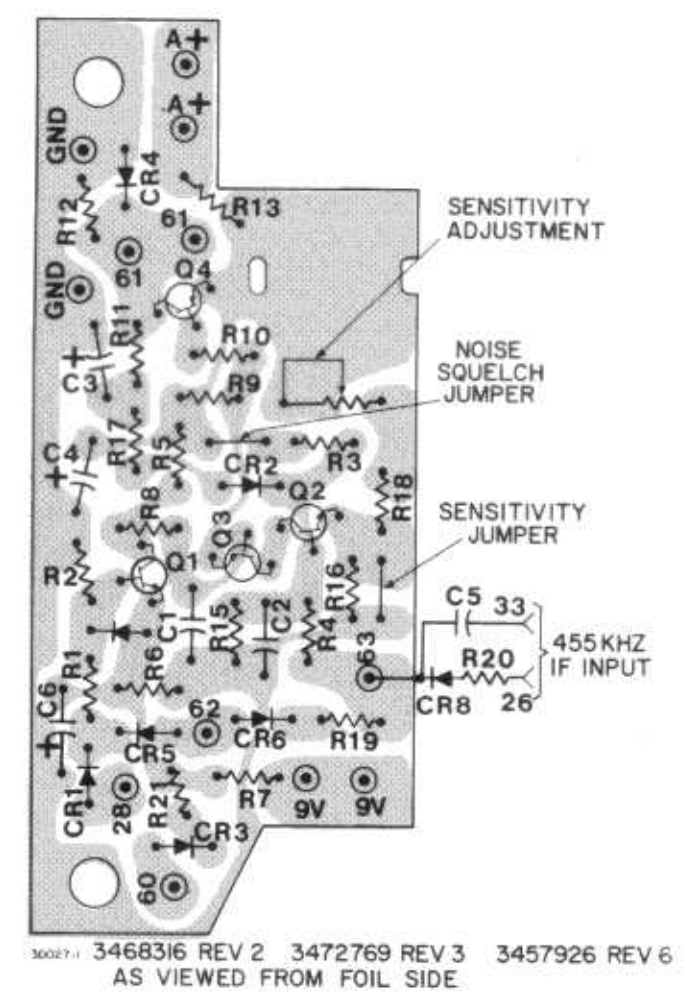 A+
A+
GND
CR4
R12
R13
SENSITIVITY
ADJUSTMENT
61
61
GND
Q4
R11
R10
NOISE
SQUELCH
JUMPER
+
C3
R9
C4
R17
R5
R3
+
CR2
R18
Q2
SENSITIVITY
JUMPER
R8
Q3
R2
Q1
R16
C5
33
C1
R15
C2
R4
63
455KHZ
IF INPUT
R1
R6
R20
CR8
26
C6
62
+
CR5
CR6
R19
CR1
28
R21
R7
9V
9V
CR3
60
30027-1 3468316 REV 2 3472769 REV 3 3457926 REV 6
AS VIEWED FROM FOIL SIDE